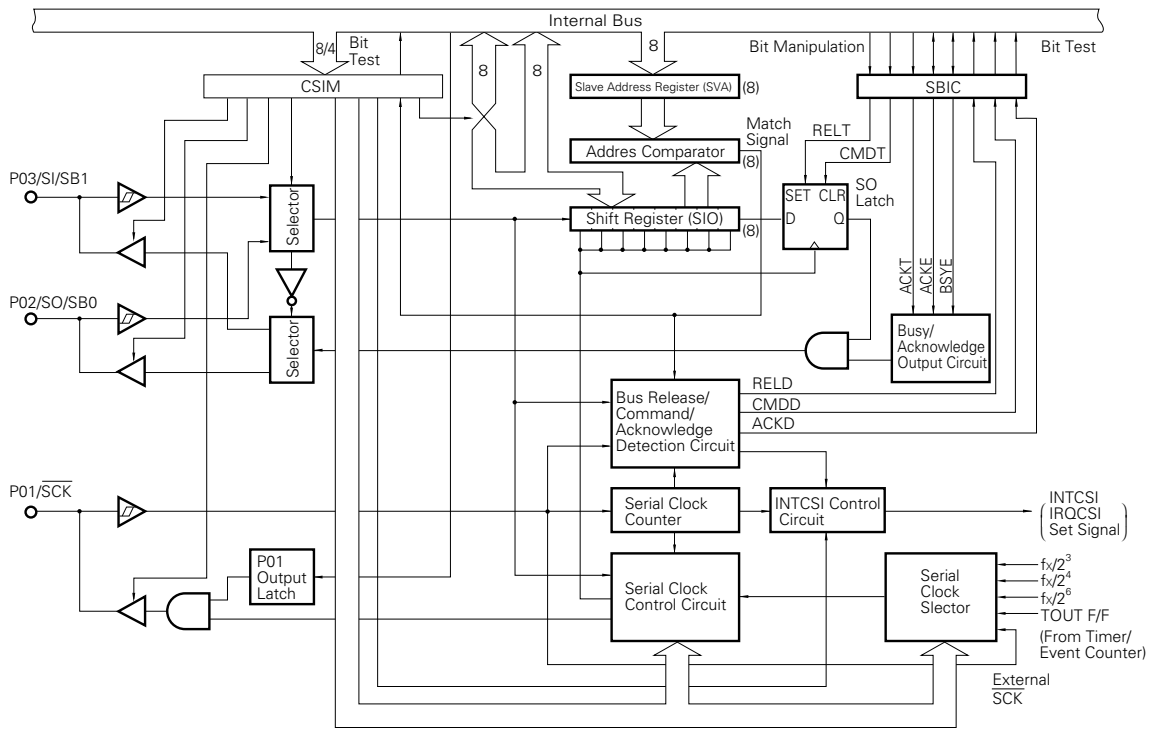 Internal Bus
8/4
Bit
Test
8
8
8
Bit Manipulation
Bit Test
CSIM
Slave Address Register (SVA)
(8)
SBIC
Match
Signal
RELT
CMDT
Addres Comparator
(8)
P03/SI/SB1
Selector
SET CLR
D Q
SO
Latch
Shift Register (SIO)
(8)
ACKT
ACKE
BSYE
P02/SO/SB0
Selector
Busy/
Acknowledge
Output Circuit
Bus Release/
Command/
Acknowledge
Detection Circuit
RELD
CMDD
ACKD
P01/SCK
Serial Clock
Counter
INTCSI Control
Circuit
INTCSI
IRQCSI
Set Signal
P01
Output
Latch
Serial Clock
Control Circuit
Serial
Clock
Slector
fx/2³
fx/2⁴
fx/2⁶
TOUT F/F
(From Timer/
Event Counter)
External
SCK